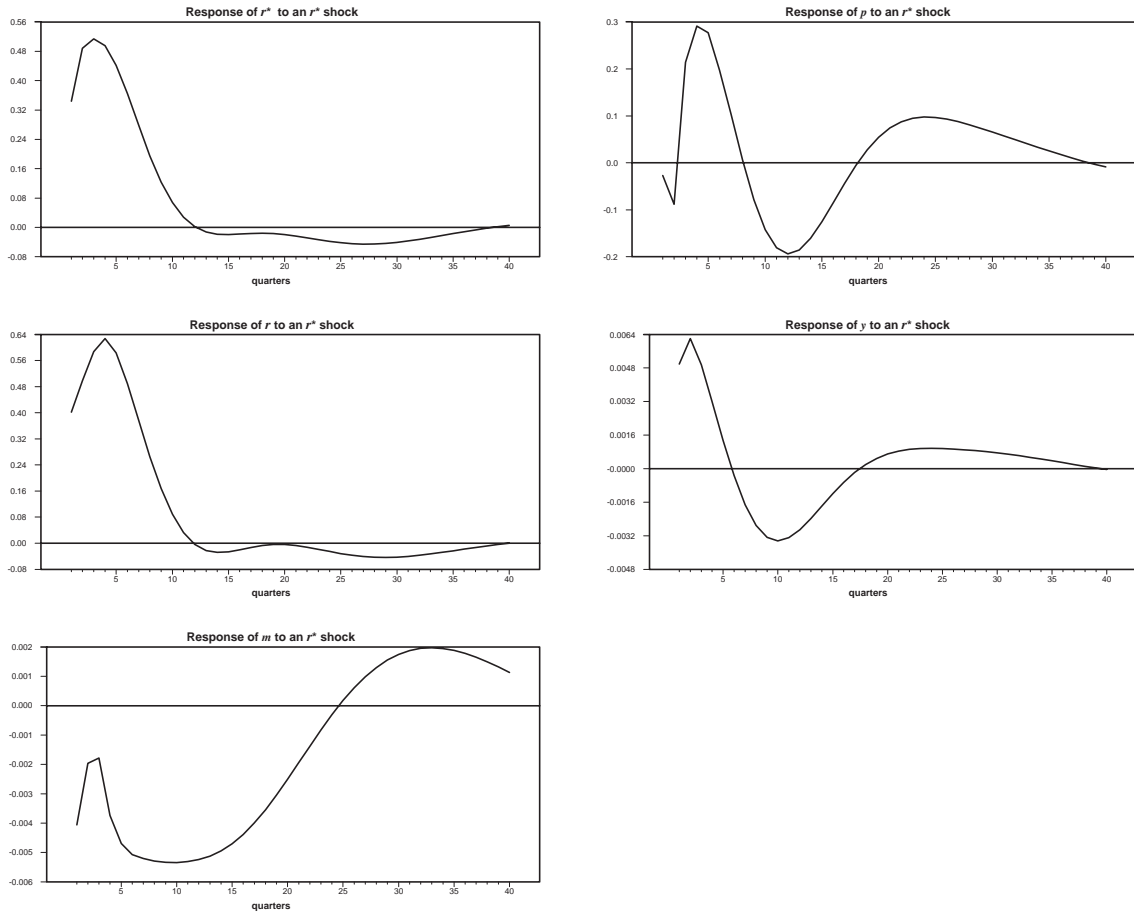 Response of r* to an r* shock
0.56
0.48
0.40
0.32
0.24
0.16
0.08
0.00
-0.08
5 10 15 20 25 30 35 40
quarters
Response of p to an r* shock
0.3
0.2
0.1
0.0
-0.1
-0.2
5 10 15 20 25 30 35 40
quarters
Response of r to an r* shock
0.64
0.56
0.48
0.40
0.32
0.24
0.16
0.08
0.00
-0.08
5 10 15 20 25 30 35 40
quarters
Response of y to an r* shock
0.0064
0.0048
0.0032
0.0016
-0.0000
-0.0016
-0.0032
-0.0048
5 10 15 20 25 30 35 40
quarters
Response of m to an r* shock
0.002
0.001
0.000
-0.001
-0.002
-0.003
-0.004
-0.005
-0.006
5 10 15 20 25 30 35 40
quarters